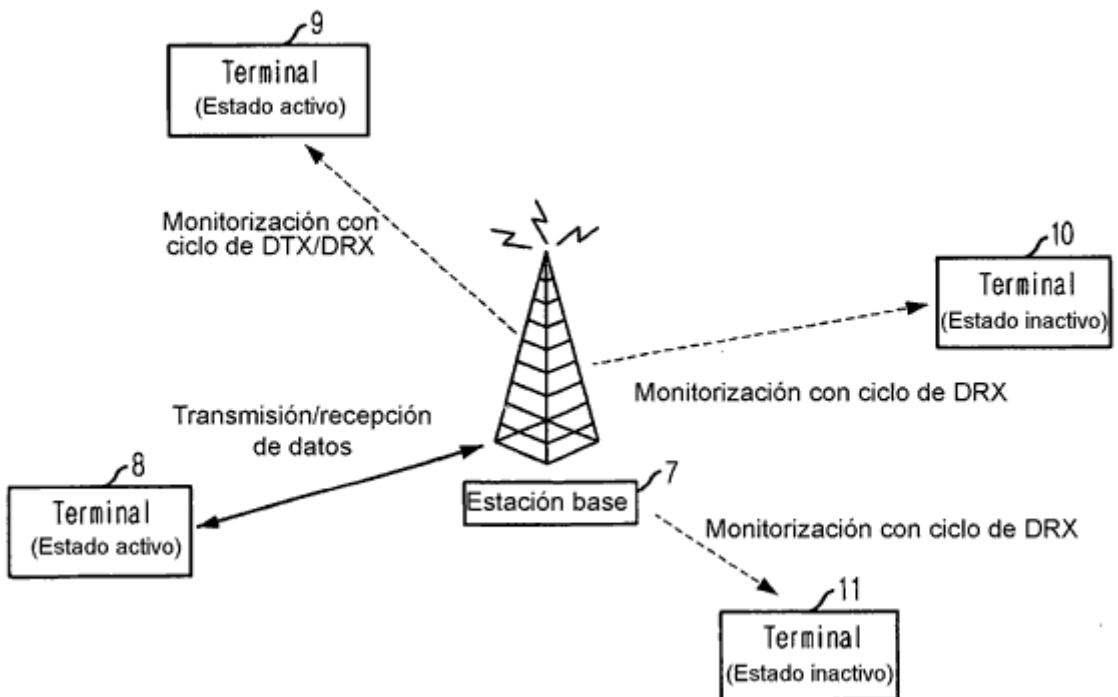 9
Terminal
(Estado activo)
Monitorización con
ciclo de DTX/DRX
10
Terminal
(Estado inactivo)
Monitorización con ciclo de DRX
Transmisión/recepción
de datos
8
Terminal
(Estado activo)
7
Estación base
Monitorización con ciclo de DRX
11
Terminal
(Estado inactivo)